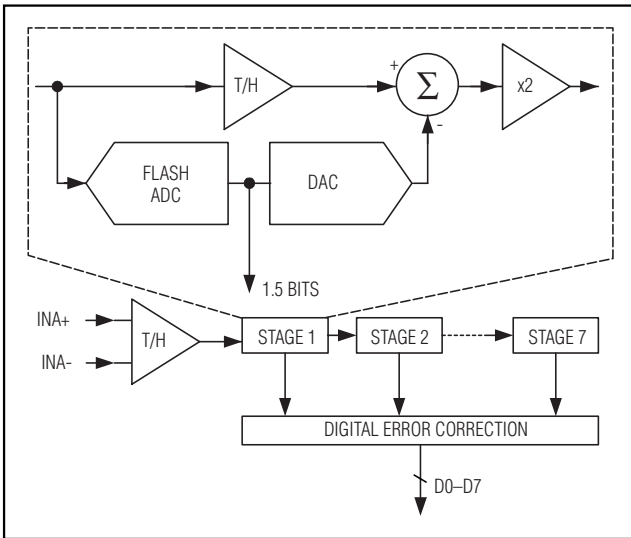 T/H
+
Σ
-
x2
FLASH
ADC
DAC
1.5 BITS
INA+
INA-
T/H
STAGE 1
STAGE 2
STAGE 7
DIGITAL ERROR CORRECTION
D0–D7